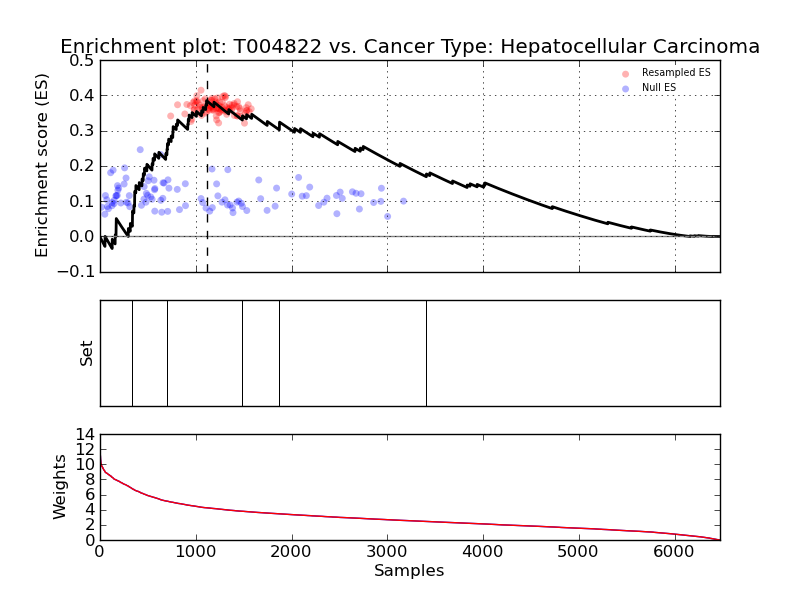 Enrichment plot: T004822 vs. Cancer Type: Hepatocellular Carcinoma
Enrichment score (ES)
0.5
0.4
0.3
0.2
0.1
0.0
−0.1
Resampled ES
Null ES
Set
Weights
14
12
10
8
6
4
2
0
0 1000 2000 3000 4000 5000 6000
Samples